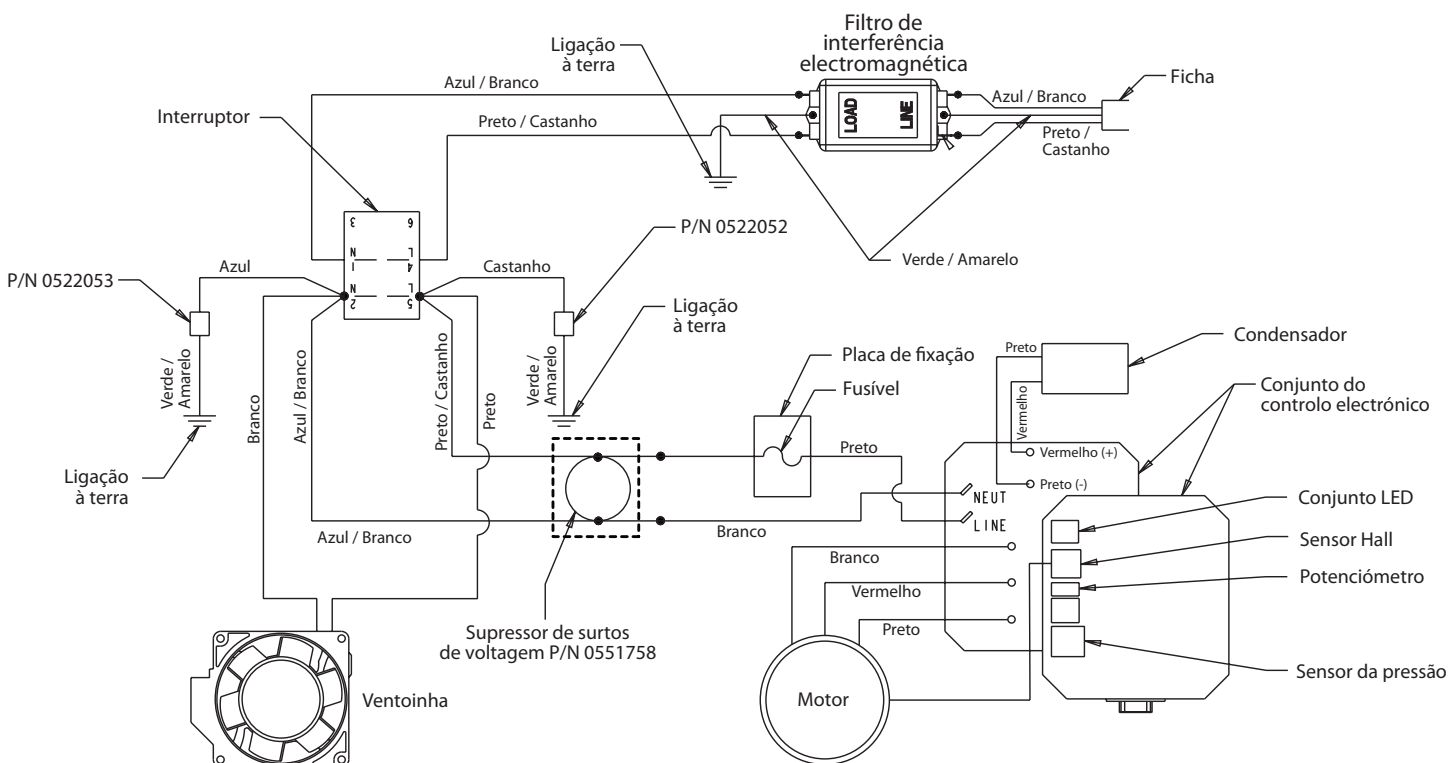 Filtro de
interferência
electromagnética
Ligação
à terra
Ficha
Azul / Branco
Azul / Branco
LOAD
LINE
Interruptor
Preto / Castanho
Preto /
Castanho
3
6
N
1
L
4
N
2
L
5
P/N 0522052
Verde / Amarelo
P/N 0522053
Azul
Castanho
Ligação
à terra
Verde /
Amarelo
Branco
Azul / Branco
Preto / Castanho
Preto
Verde /
Amarelo
Placa de fixação
Fusível
Preto
Condensador
Preto
Vermelho
Conjunto do
controlo electrónico
Vermelho (+)
Preto (-)
Ligação
à terra
NEUT
LINE
Conjunto LED
Azul / Branco
Branco
Sensor Hall
Branco
Potenciómetro
Vermelho
Preto
Supressor de surtos
de voltagem P/N 0551758
Sensor da pressão
Ventoinha
Motor